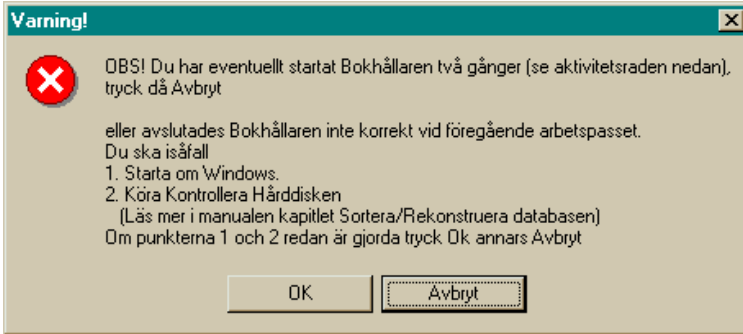 Varning!
OBS! Du har eventuellt startat Bokhållaren två gånger (se aktivitetsraden nedan),
tryck då Avbryt
eller avslutades Bokhållaren inte korrekt vid föregående arbetspasset.
Du ska isåfall
1. Starta om Windows.
2. Köra Kontrollera Hårddisken
(Läs mer i manualen kapitlet Sortera/Rekonstruera databasen)
Om punkterna 1 och 2 redan är gjorda tryck Ok annars Avbryt
OK
Avbryt